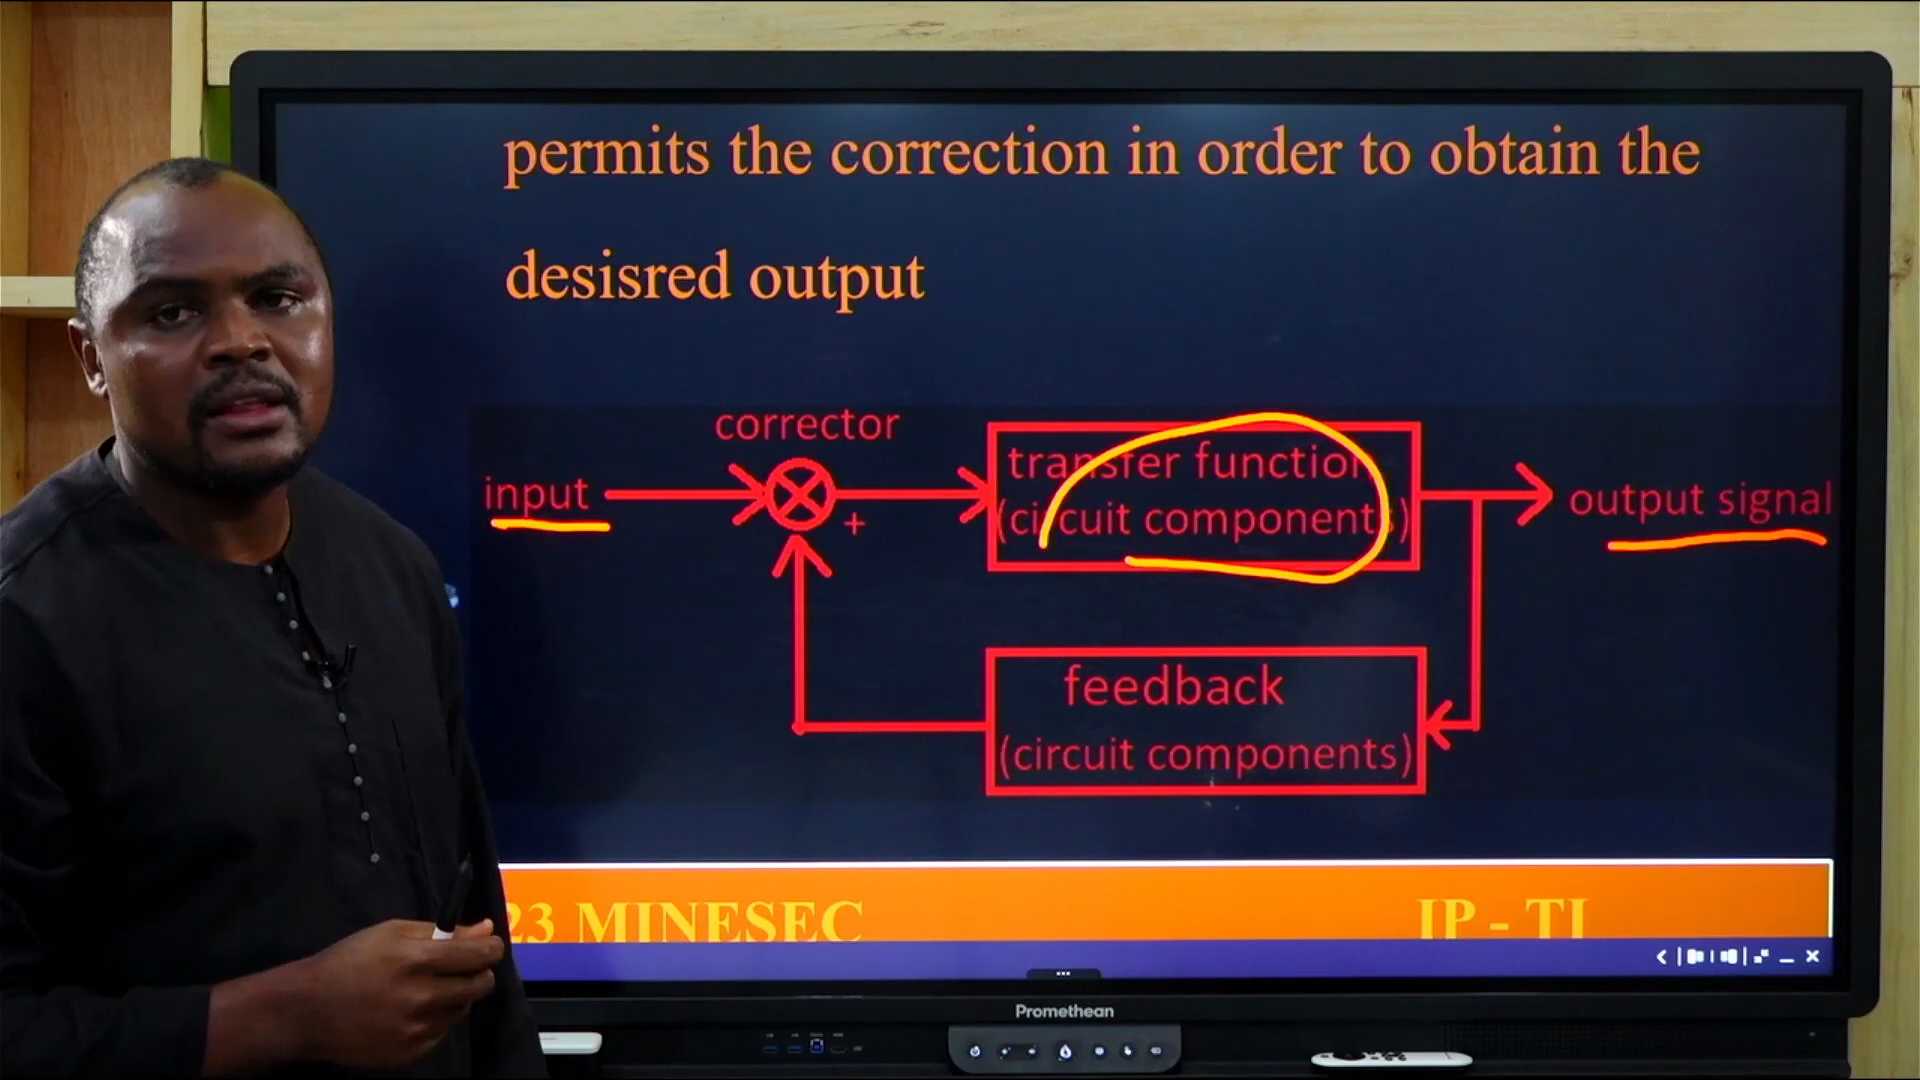 permits the correction in order to obtain the
desisred output
corrector
input
+
transfer function
(circuit components)
output signal
feedback
(circuit components)
23 MINESEC
IP - TI
Promethean